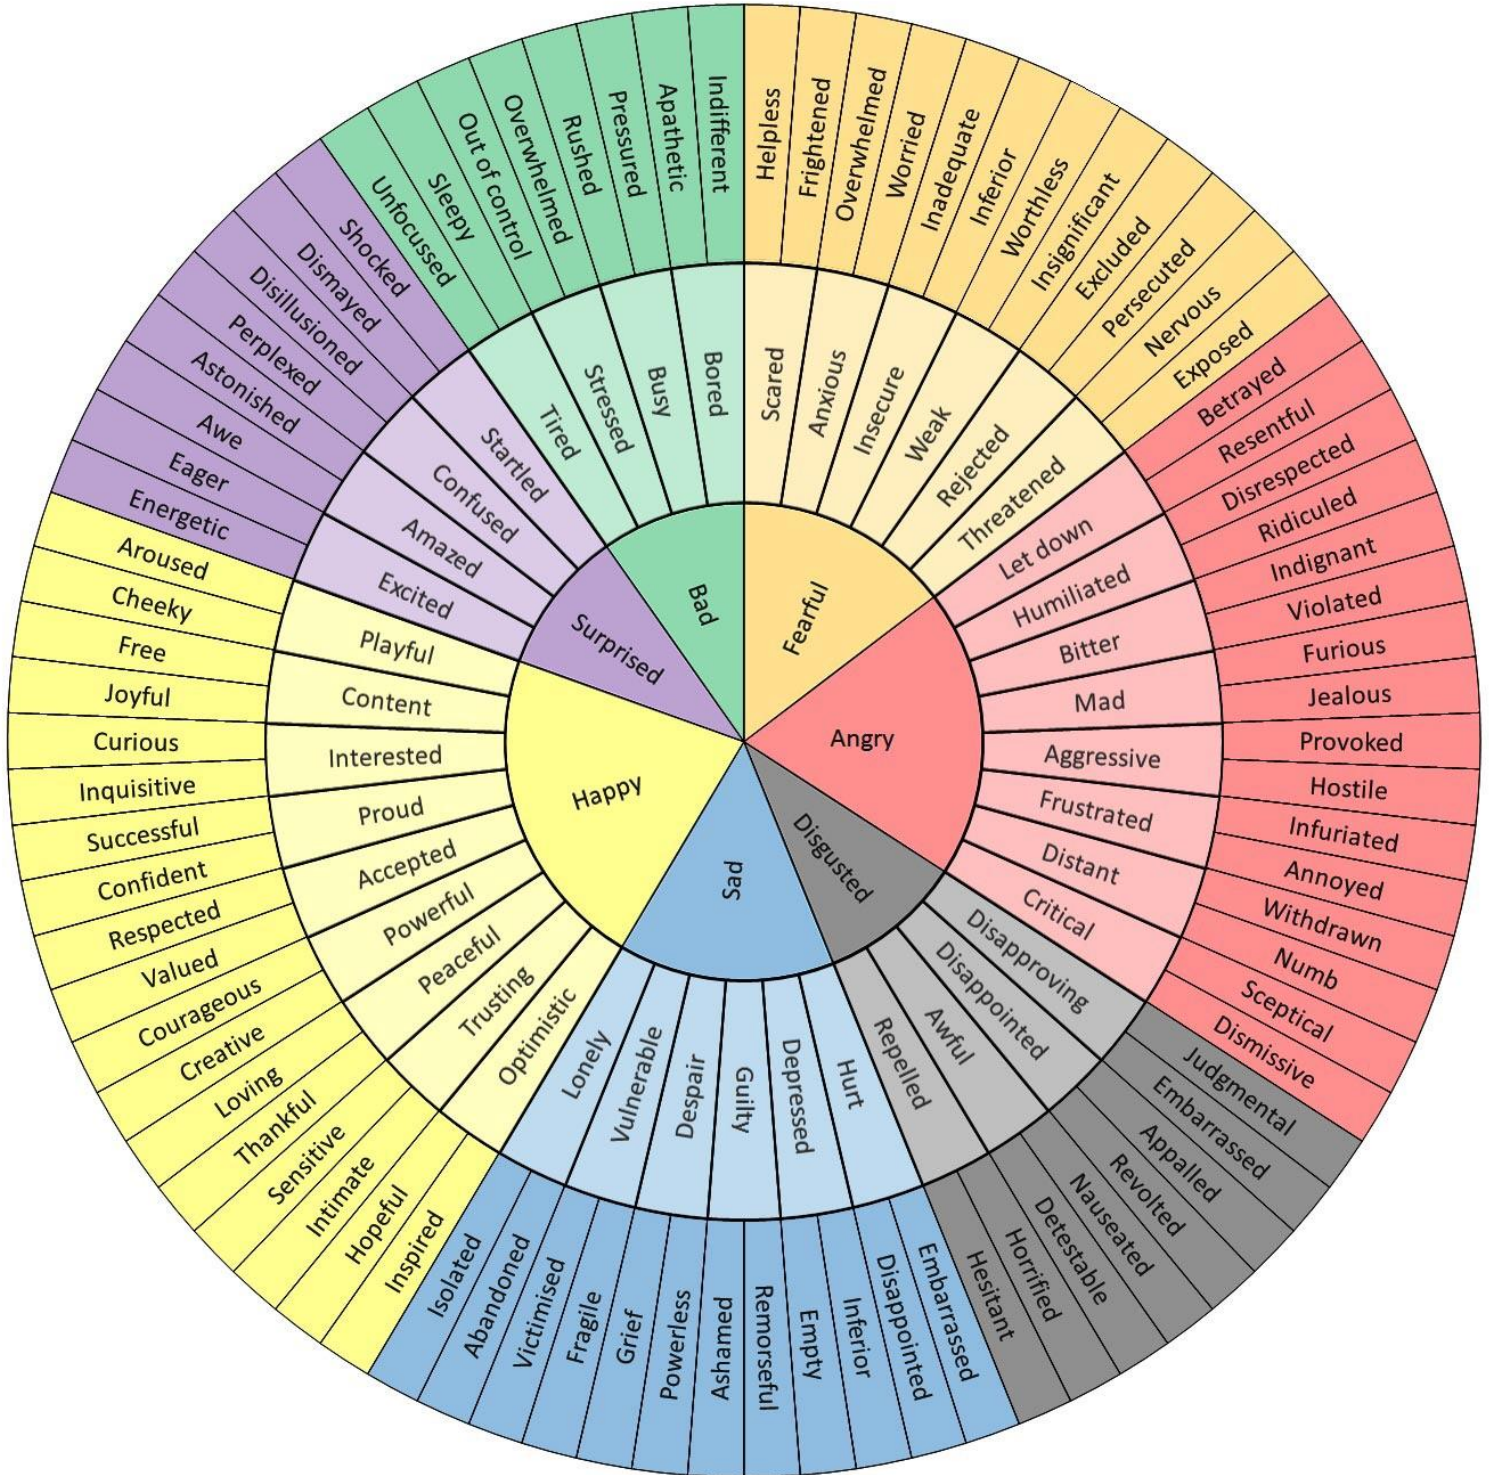 Fearful
Scared
Helpless
Frightened
Anxious
Overwhelmed
Worried
Insecure
Inadequate
Inferior
Weak
Worthless
Insignificant
Rejected
Excluded
Persecuted
Threatened
Nervous
Exposed
Angry
Let down
Betrayed
Resentful
Humiliated
Disrespected
Ridiculed
Bitter
Indignant
Violated
Mad
Furious
Jealous
Aggressive
Provoked
Hostile
Frustrated
Infuriated
Annoyed
Distant
Withdrawn
Numb
Critical
Sceptical
Dismissive
Disgusted
Disapproving
Judgmental
Embarrassed
Disappointed
Appalled
Revolted
Awful
Nauseated
Detestable
Repelled
Horrified
Hesitant
Sad
Hurt
Embarrassed
Disappointed
Depressed
Inferior
Empty
Guilty
Remorseful
Ashamed
Despair
Powerless
Grief
Vulnerable
Fragile
Victimised
Lonely
Abandoned
Isolated
Happy
Optimistic
Inspired
Hopeful
Trusting
Intimate
Sensitive
Peaceful
Thankful
Loving
Powerful
Creative
Courageous
Accepted
Valued
Respected
Proud
Confident
Successful
Interested
Inquisitive
Curious
Content
Joyful
Free
Playful
Cheeky
Aroused
Surprised
Excited
Energetic
Eager
Amazed
Awe
Astonished
Confused
Perplexed
Disillusioned
Startled
Dismayed
Shocked
Bad
Tired
Unfocussed
Sleepy
Stressed
Out of control
Overwhelmed
Busy
Rushed
Pressured
Bored
Apathetic
Indifferent